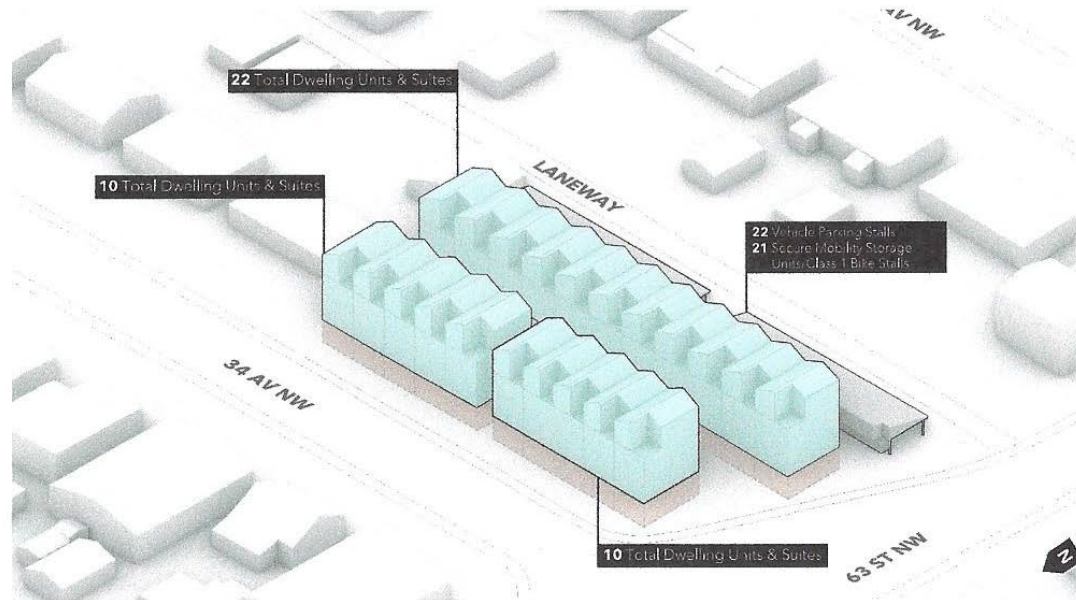 AV NW
22 Total Dwelling Units & Suites
LANEWAY
10 Total Dwelling Units & Suites
22 Vehicle Parking Stalls
21 Secure Mobility Storage
Units/Class 1 Bike Stalls
34 AV NW
10 Total Dwelling Units & Suites
63 ST NW
N